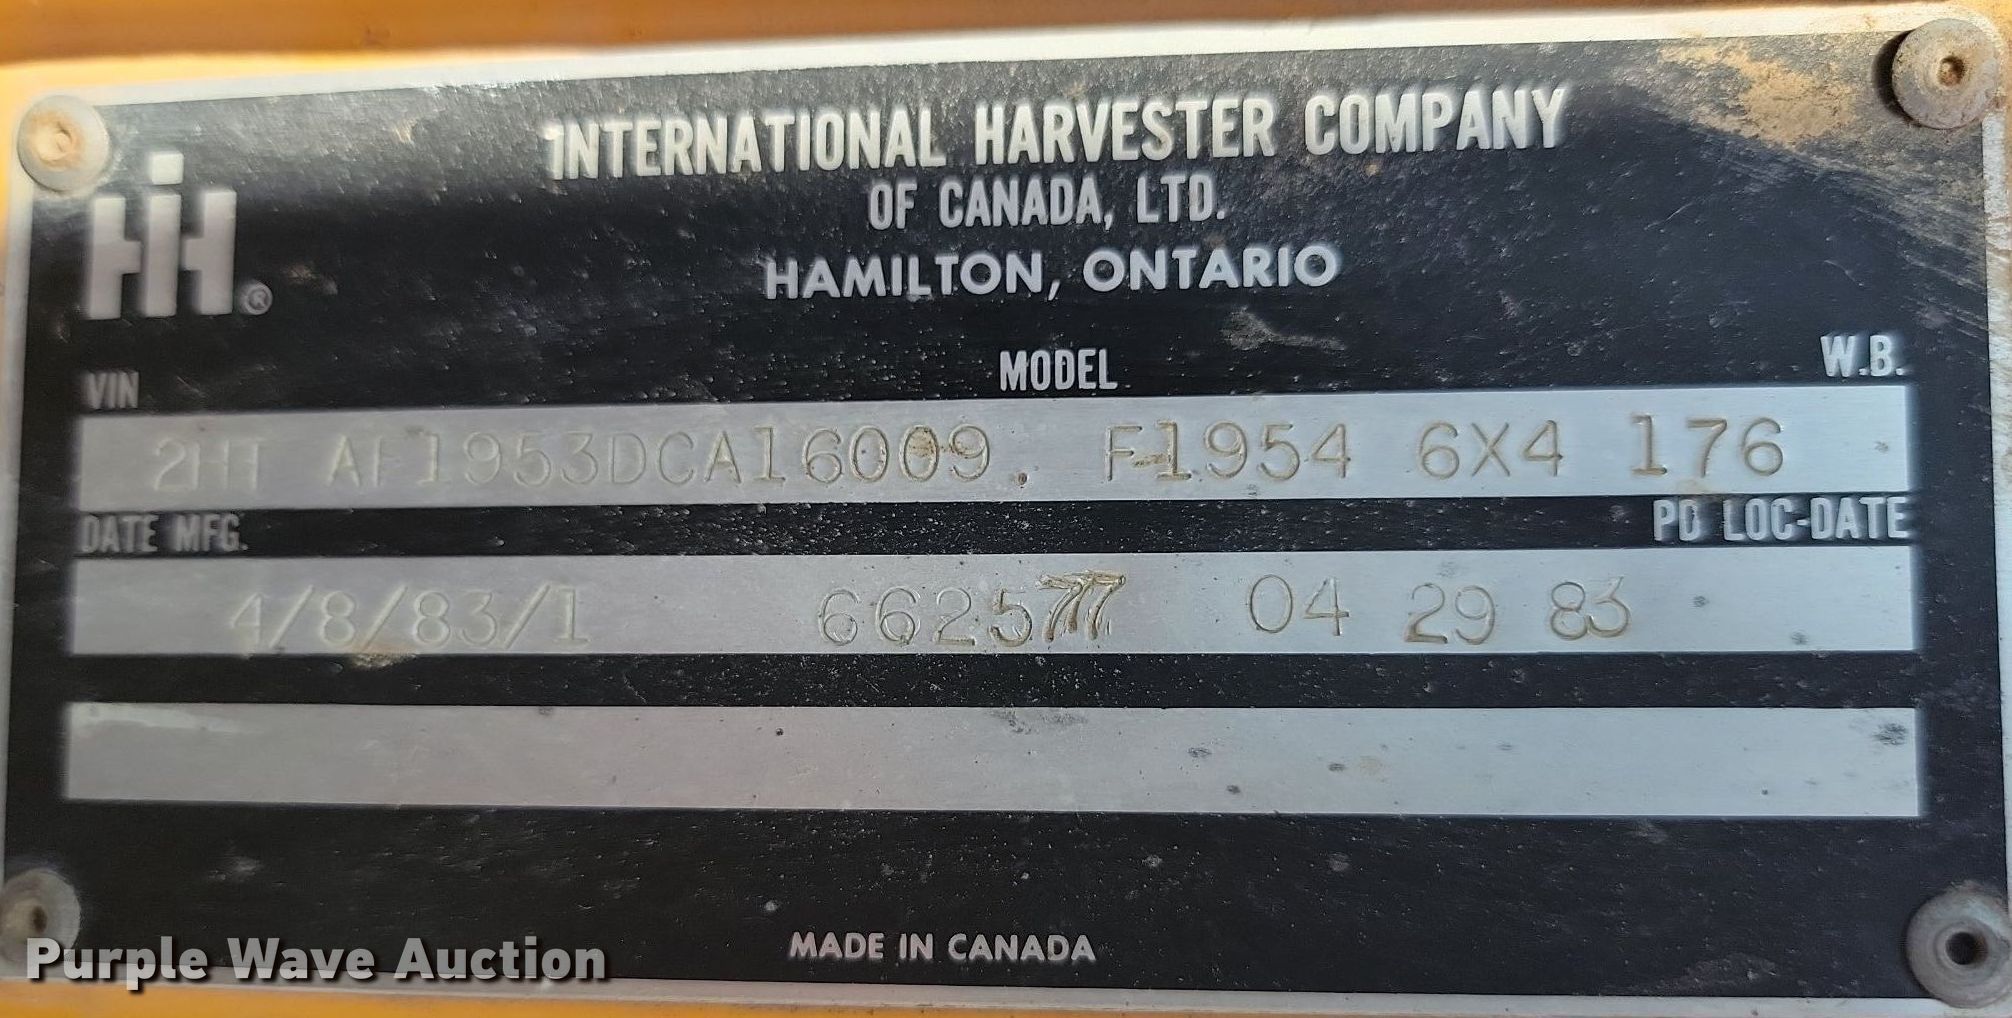 INTERNATIONAL HARVESTER COMPANY
OF CANADA, LTD.
HAMILTON, ONTARIO
IH ®
VIN MODEL W.B.
2HT AF1953DCA16009 F1954 6X4 176
DATE MFG. PD LOC-DATE
4/8/83/1 662577 04 29 83
MADE IN CANADA
Purple Wave Auction